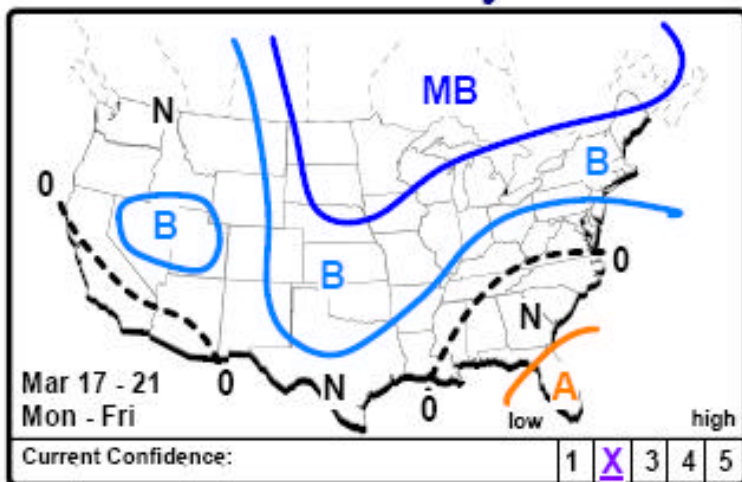 N
MB
B
0
B
B
0
N
A
0
N
0
Mar 17 - 21
Mon - Fri
low
high
Current Confidence:
1 X 3 4 5